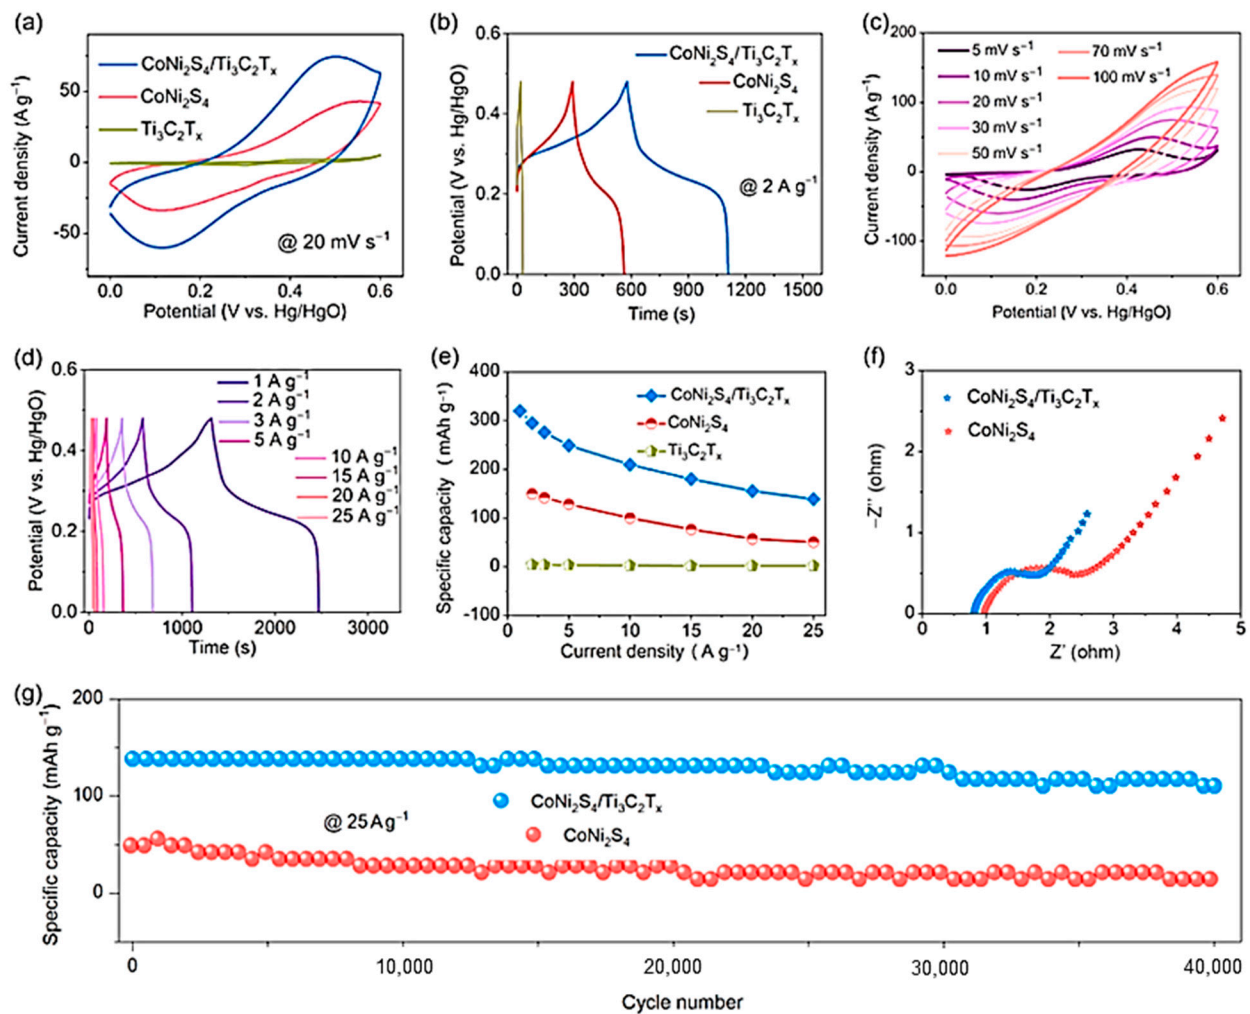 (a)
CoNi₂S₄/Ti₃C₂Tₓ
CoNi₂S₄
Ti₃C₂Tₓ
@ 20 mV s⁻¹
Current density (A g⁻¹)
50
0
-50
0.0 0.2 0.4 0.6
Potential (V vs. Hg/HgO)
(b)
CoNi₂S₄/Ti₃C₂Tₓ
CoNi₂S₄
Ti₃C₂Tₓ
@ 2 A g⁻¹
Potential (V vs. Hg/HgO)
0.6
0.4
0.2
0.0
0 300 600 900 1200 1500
Time (s)
(c)
5 mV s⁻¹
10 mV s⁻¹
20 mV s⁻¹
30 mV s⁻¹
50 mV s⁻¹
70 mV s⁻¹
100 mV s⁻¹
Current density (A g⁻¹)
200
100
0
-100
0.0 0.2 0.4 0.6
Potential (V vs. Hg/HgO)
(d)
1 A g⁻¹
2 A g⁻¹
3 A g⁻¹
5 A g⁻¹
10 A g⁻¹
15 A g⁻¹
20 A g⁻¹
25 A g⁻¹
Potential (V vs. Hg/HgO)
0.6
0.4
0.2
0.0
0 1000 2000 3000
Time (s)
(e)
CoNi₂S₄/Ti₃C₂Tₓ
CoNi₂S₄
Ti₃C₂Tₓ
Specific capacity ( mAh g⁻¹)
400
300
200
100
0
-100
0 5 10 15 20 25
Current density ( A g⁻¹)
(f)
CoNi₂S₄/Ti₃C₂Tₓ
CoNi₂S₄
−Z'' (ohm)
3
2
1
0
0 1 2 3 4 5
Z' (ohm)
(g)
CoNi₂S₄/Ti₃C₂Tₓ
@ 25 A g⁻¹
CoNi₂S₄
Specific capacity (mAh g⁻¹)
200
100
0
0 10,000 20,000 30,000 40,000
Cycle number